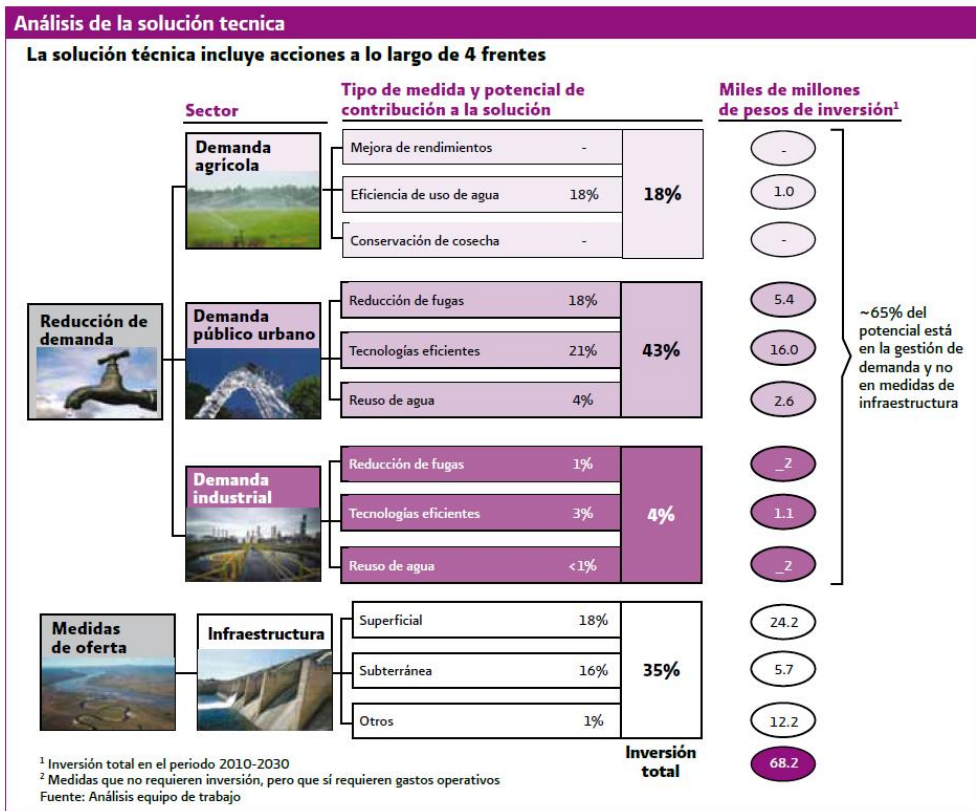 Análisis de la solución tecnica
La solución técnica incluye acciones a lo largo de 4 frentes
Sector
Tipo de medida y potencial de
contribución a la solución
Miles de millones
de pesos de inversión¹
Reducción de
demanda
Demanda
agrícola
Mejora de rendimientos -
Eficiencia de uso de agua 18%
Conservación de cosecha -
18%
-
1.0
-
Demanda
público urbano
Reducción de fugas 18%
Tecnologías eficientes 21%
Reuso de agua 4%
43%
5.4
16.0
2.6
Demanda
industrial
Reducción de fugas 1%
Tecnologías eficientes 3%
Reuso de agua <1%
4%
_2
1.1
_2
~65% del
potencial está
en la gestión de
demanda y no
en medidas de
infraestructura
Medidas
de oferta
Infraestructura
Superficial 18%
Subterránea 16%
Otros 1%
35%
24.2
5.7
12.2
Inversión
total
68.2
¹ Inversión total en el periodo 2010-2030
² Medidas que no requieren inversión, pero que sí requieren gastos operativos
Fuente: Análisis equipo de trabajo